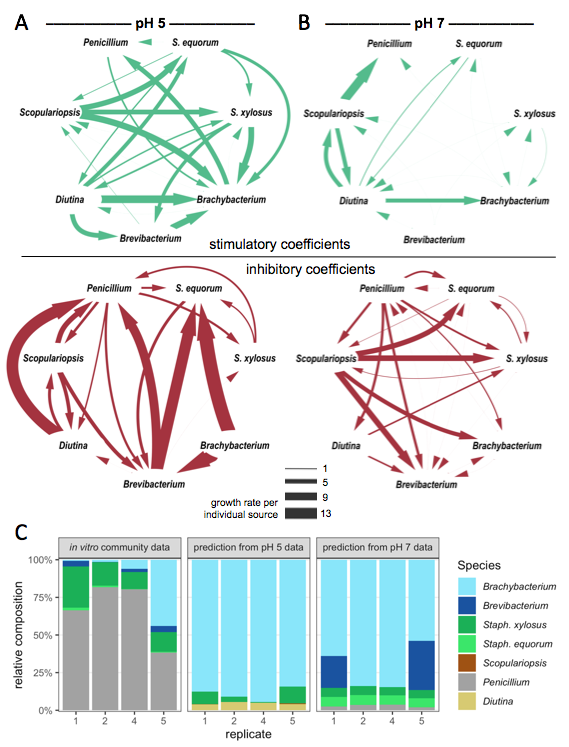 A pH 5 B pH 7
Penicillium S. equorum Penicillium S. equorum
Scopulariopsis S. xylosus Scopulariopsis S. xylosus
Diutina Brachybacterium Diutina Brachybacterium
Brevibacterium Brevibacterium
stimulatory coefficients
inhibitory coefficients
Penicillium S. equorum Penicillium S. equorum
Scopulariopsis S. xylosus Scopulariopsis S. xylosus
Diutina Brachybacterium Diutina Brachybacterium
Brevibacterium Brevibacterium
1
5
growth rate per 9
individual source 13
C
in vitro community data prediction from pH 5 data prediction from pH 7 data
relative composition
100%
75%
50%
25%
0%
1 2 4 5 1 2 4 5 1 2 4 5
replicate
Species
Brachybacterium
Brevibacterium
Staph. xylosus
Staph. equorum
Scopulariopsis
Penicillium
Diutina